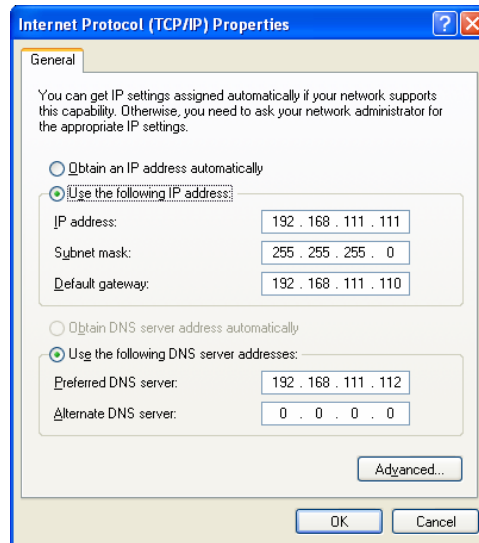 Internet Protocol (TCP/IP) Properties
?
General
You can get IP settings assigned automatically if your network supports
this capability. Otherwise, you need to ask your network administrator for
the appropriate IP settings.
Obtain an IP address automatically
Use the following IP address:
IP address: 192 . 168 . 111 . 111
Subnet mask: 255 . 255 . 255 . 0
Default gateway: 192 . 168 . 111 . 110
Obtain DNS server address automatically
Use the following DNS server addresses:
Preferred DNS server: 192 . 168 . 111 . 112
Alternate DNS server: 0 . 0 . 0 . 0
Advanced...
OK Cancel